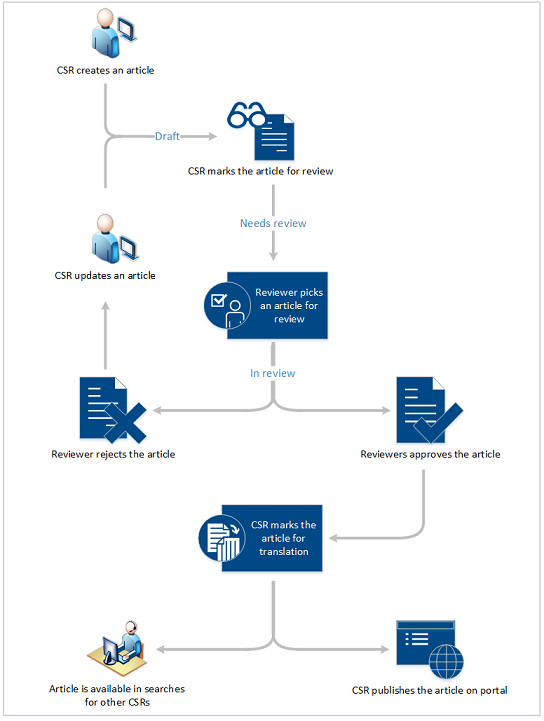 CSR creates an article
Draft
CSR marks the article for review
Needs review
CSR updates an article
Reviewer picks
an article for
review
In review
Reviewer rejects the article
Reviewers approves the article
CSR marks the
article for
translation
Article is available in searches
for other CSRs
CSR publishes the article on portal